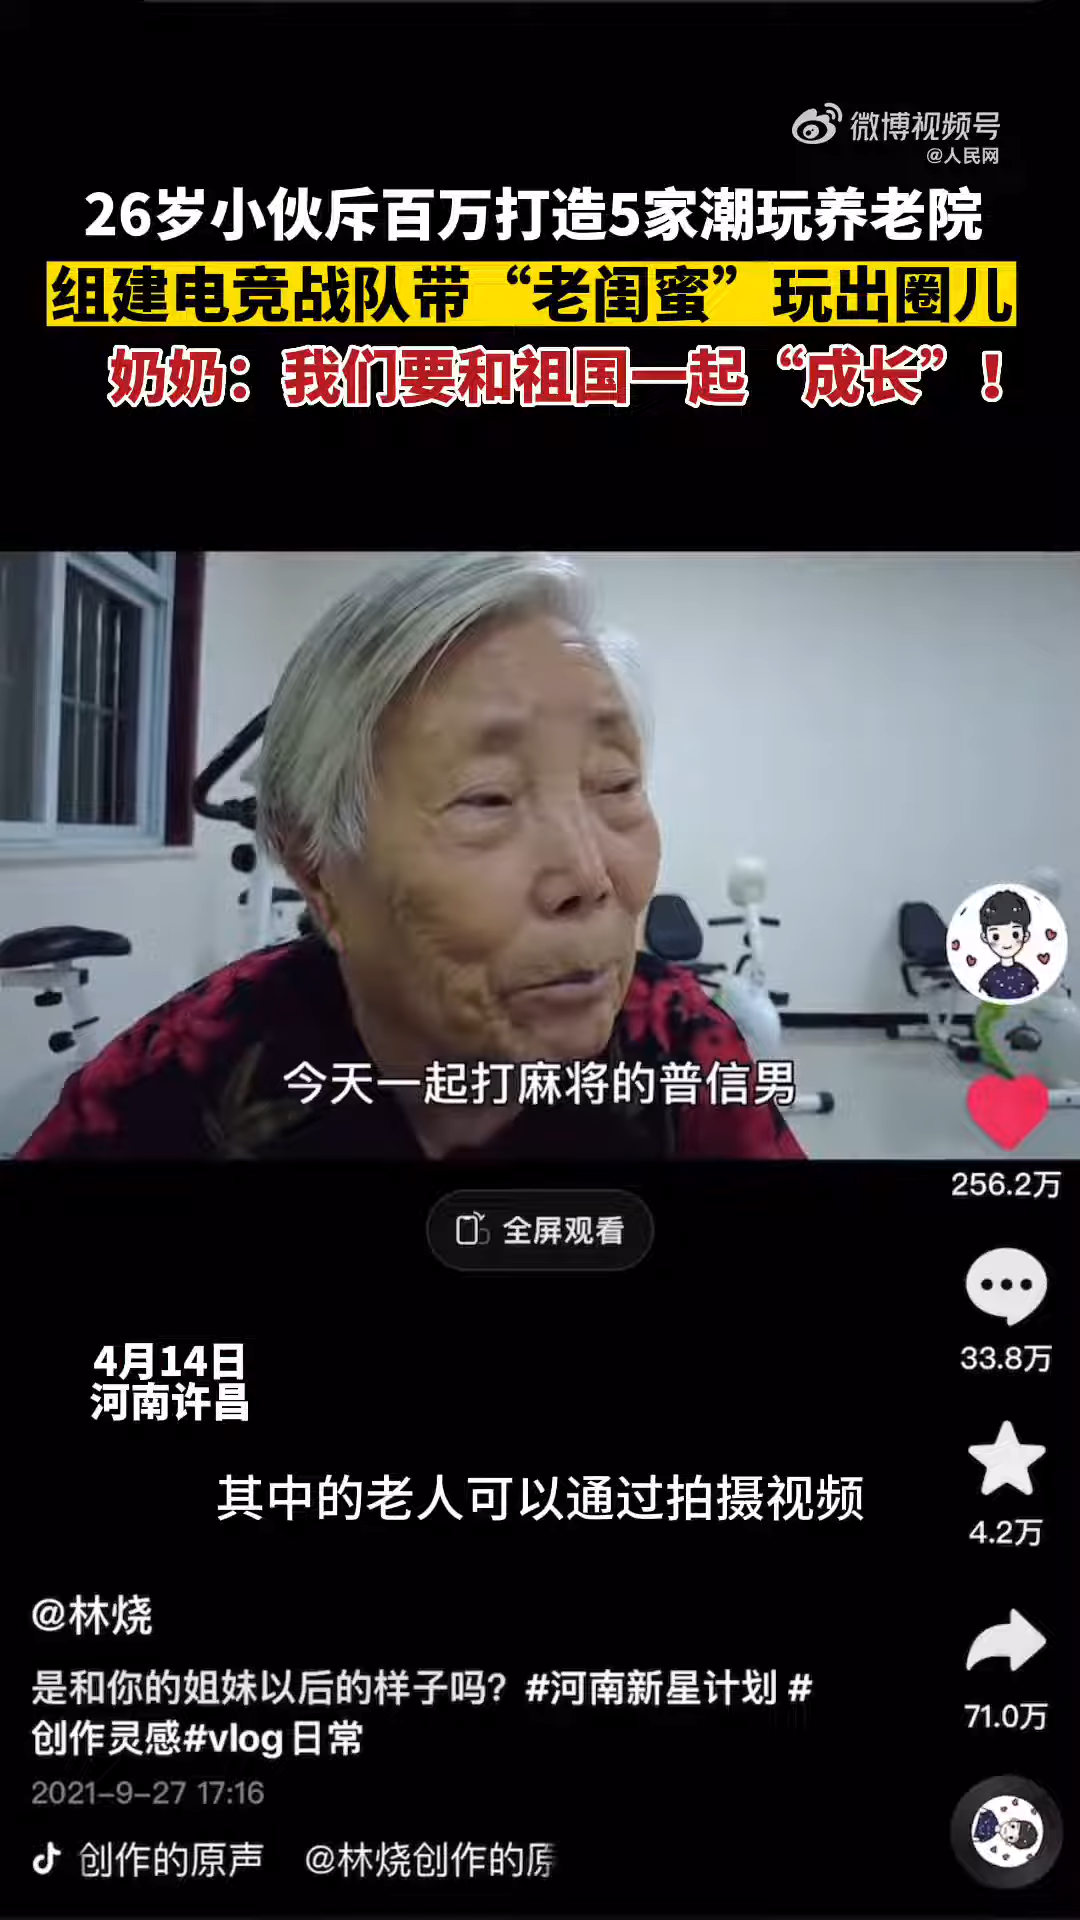 微博视频号
@人民网
26岁小伙斥百万打造5家潮玩养老院
组建电竞战队带“老闺蜜”玩出圈儿
奶奶：我们要和祖国一起“成长”！
今天一起打麻将的普信男
256.2万
全屏观看
33.8万
4月14日
河南许昌
其中的老人可以通过拍摄视频
4.2万
@林烧
是和你的姐妹以后的样子吗？#河南新星计划 #
创作灵感#vlog日常
71.0万
2021-9-27 17:16
创作的原声 @林烧创作的原